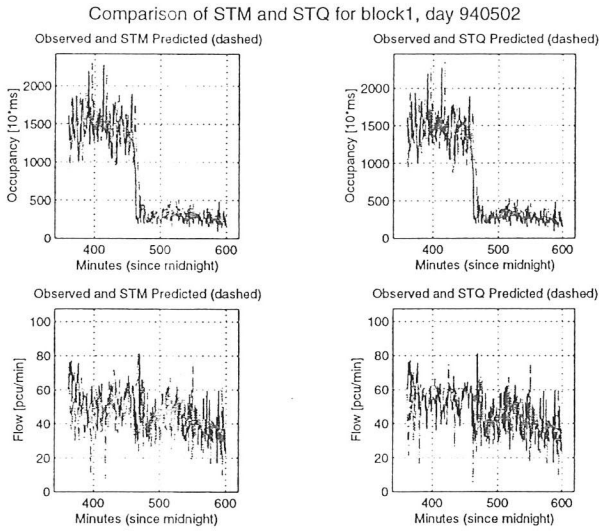 Comparison of STM and STQ for block1, day 940502
Observed and STM Predicted (dashed)
2000
1500
1000
500
0
Occupancy [10*ms]
400
500
600
Minutes (since midnight)
Observed and STQ Predicted (dashed)
2000
1500
1000
500
0
Occupancy [10*ms]
400
500
600
Minutes (since midnight)
Observed and STM Predicted (dashed)
100
80
60
40
20
0
Flow [pcu/min]
400
500
600
Minutes (since midnight)
Observed and STQ Predicted (dashed)
100
80
60
40
20
0
Flow [pcu/min]
400
500
600
Minutes (since midnight)